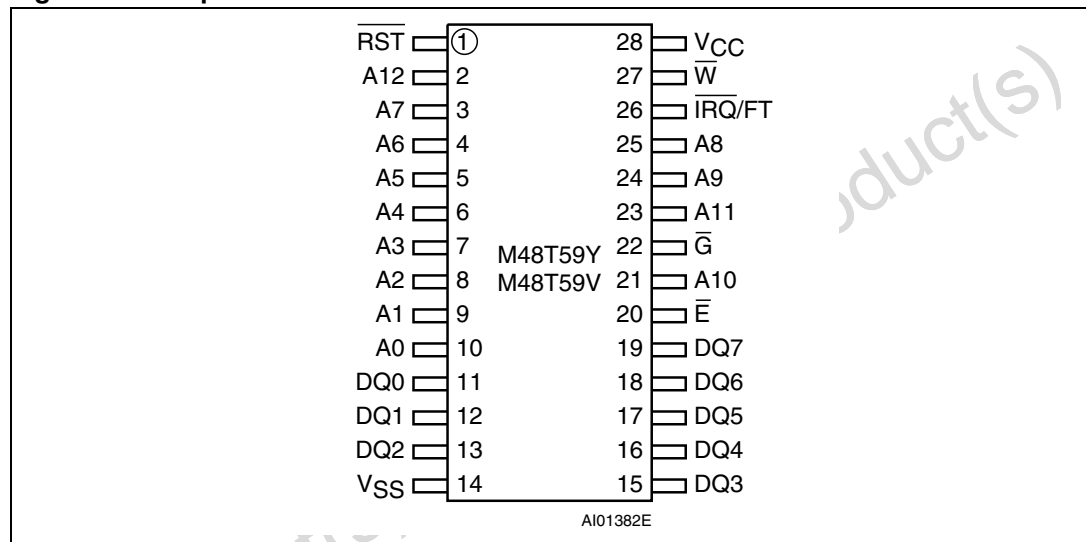 R̅S̅T̅ 1 28 VCC
A12 2 27 W̅
A7 3 26 I̅R̅Q̅/FT
A6 4 25 A8
A5 5 24 A9
A4 6 23 A11
A3 7 22 G̅
M48T59Y
A2 8 21 A10
M48T59V
A1 9 20 E̅
A0 10 19 DQ7
DQ0 11 18 DQ6
DQ1 12 17 DQ5
DQ2 13 16 DQ4
VSS 14 15 DQ3
AI01382E